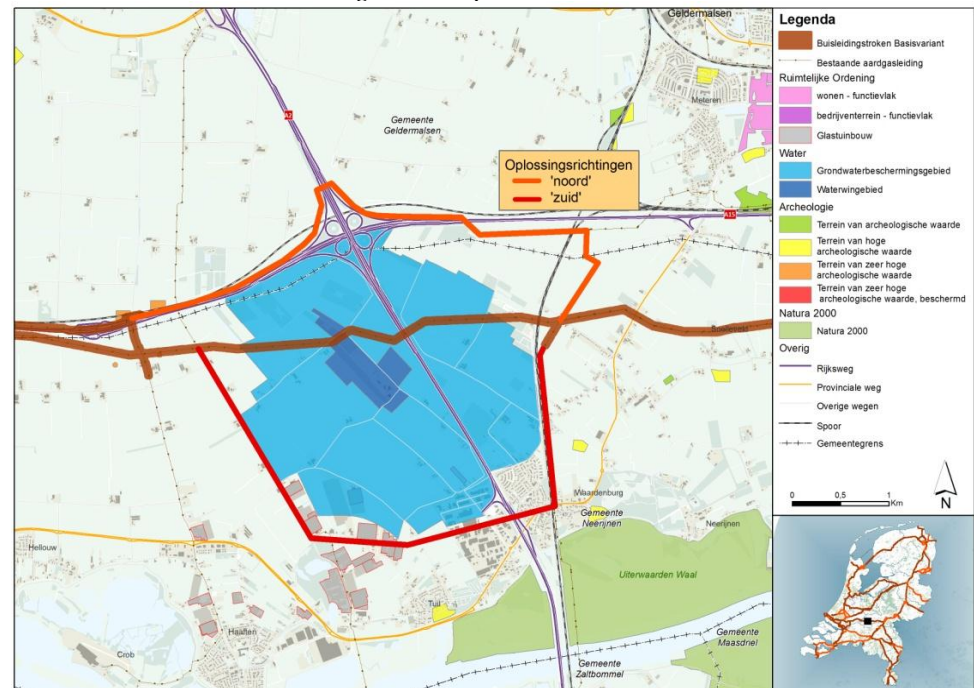 Geldermalsen
Meteren
A2
Gemeente
Geldermalsen
Oplossingsrichtingen
'noord'
'zuid'
A15
Waardenburg
Gemeente
Neerijnen
Neerijnen
Hellouw
Uiterwaarden Waal
Tuil
Haaften
Crob
Gemeente
Maasdriel
Gemeente
Zaltbommel
Legenda
Buisleidingstroken Basisvariant
Bestaande aardgasleiding
Ruimtelijke Ordening
wonen - functievlak
bedrijventerrein - functievlak
Glastuinbouw
Water
Grondwaterbeschermingsgebied
Waterwingebied
Archeologie
Terrein van archeologische waarde
Terrein van hoge
archeologische waarde
Terrein van zeer hoge
archeologische waarde
Terrein van zeer hoge
archeologische waarde, beschermd
Natura 2000
Natura 2000
Overig
Rijksweg
Provinciale weg
Overige wegen
Spoor
Gemeentegrens
0 0,5 1
Km
N